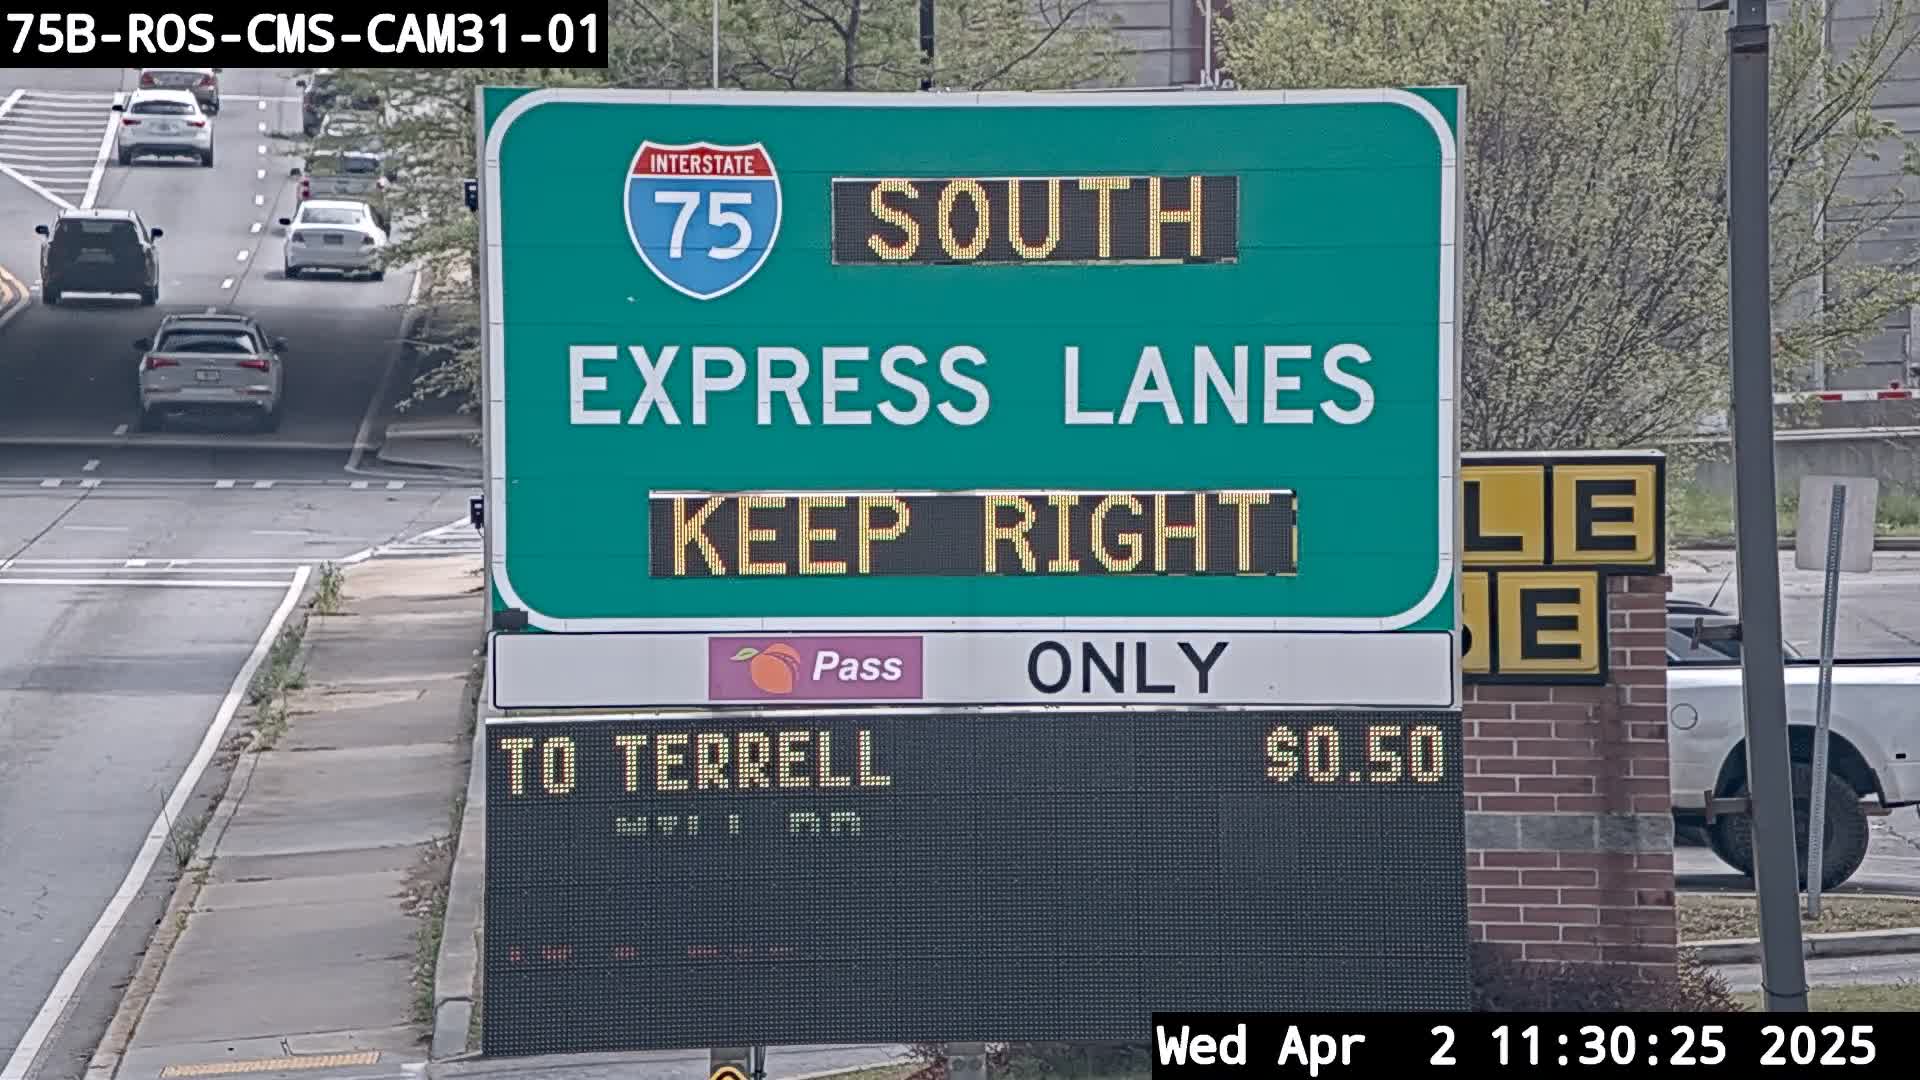 75B-ROS-CMS-CAM31-01
INTERSTATE
75
SOUTH
EXPRESS LANES
KEEP RIGHT
Pass ONLY
TO TERRELL $0.50
LE
E
Wed Apr 2 11:30:25 2025